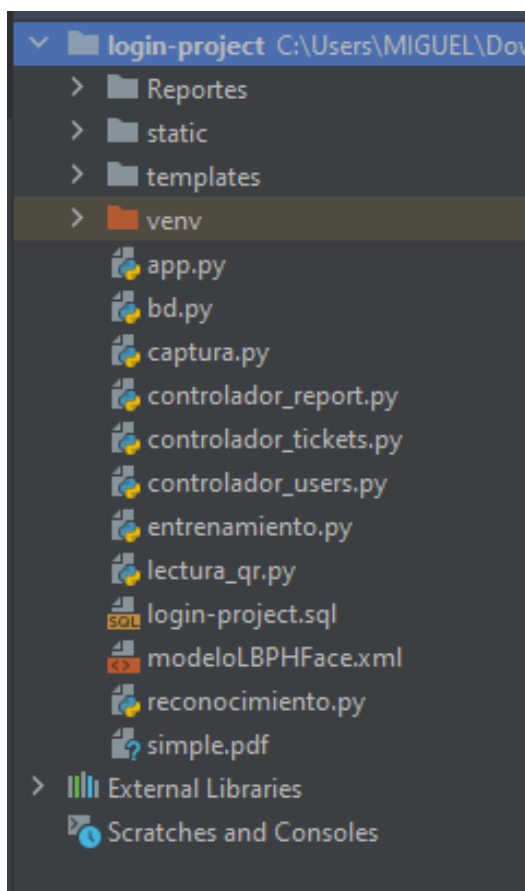 login-project C:\Users\MIGUEL\Dov
Reportes
static
templates
venv
app.py
bd.py
captura.py
controlador_report.py
controlador_tickets.py
controlador_users.py
entrenamiento.py
lectura_qr.py
SQL login-project.sql
<> modeloLBPHFace.xml
reconocimiento.py
? simple.pdf
External Libraries
Scratches and Consoles